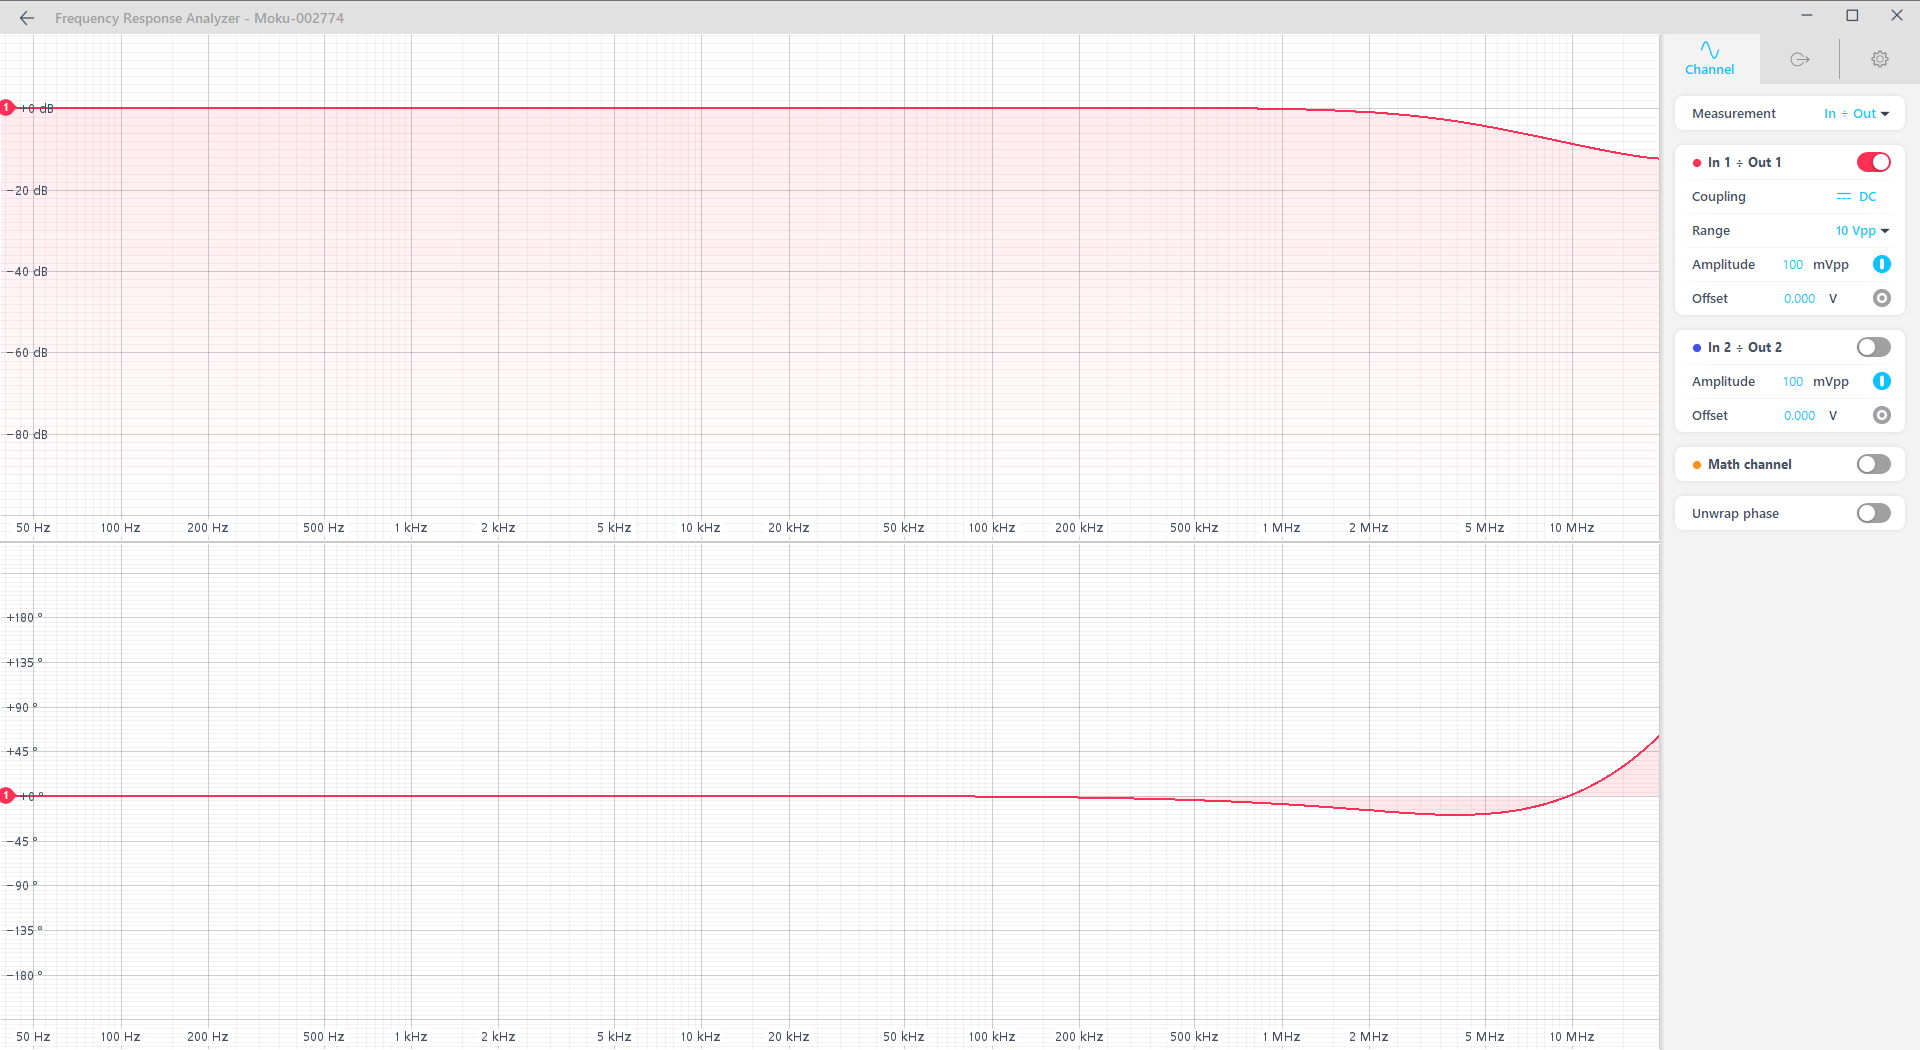 Frequency Response Analyzer - Moku-002774
Channel
Measurement In ÷ Out
In 1 ÷ Out 1
Coupling DC
Range 10 Vpp
Amplitude 100 mVpp
Offset 0.000 V
In 2 ÷ Out 2
Amplitude 100 mVpp
Offset 0.000 V
Math channel
Unwrap phase
1 +0 dB
−20 dB
−40 dB
−60 dB
−80 dB
50 Hz 100 Hz 200 Hz 500 Hz 1 kHz 2 kHz 5 kHz 10 kHz 20 kHz 50 kHz 100 kHz 200 kHz 500 kHz 1 MHz 2 MHz 5 MHz 10 MHz
+180 °
+135 °
+90 °
+45 °
1 +0 °
−45 °
−90 °
−135 °
−180 °
50 Hz 100 Hz 200 Hz 500 Hz 1 kHz 2 kHz 5 kHz 10 kHz 20 kHz 50 kHz 100 kHz 200 kHz 500 kHz 1 MHz 2 MHz 5 MHz 10 MHz